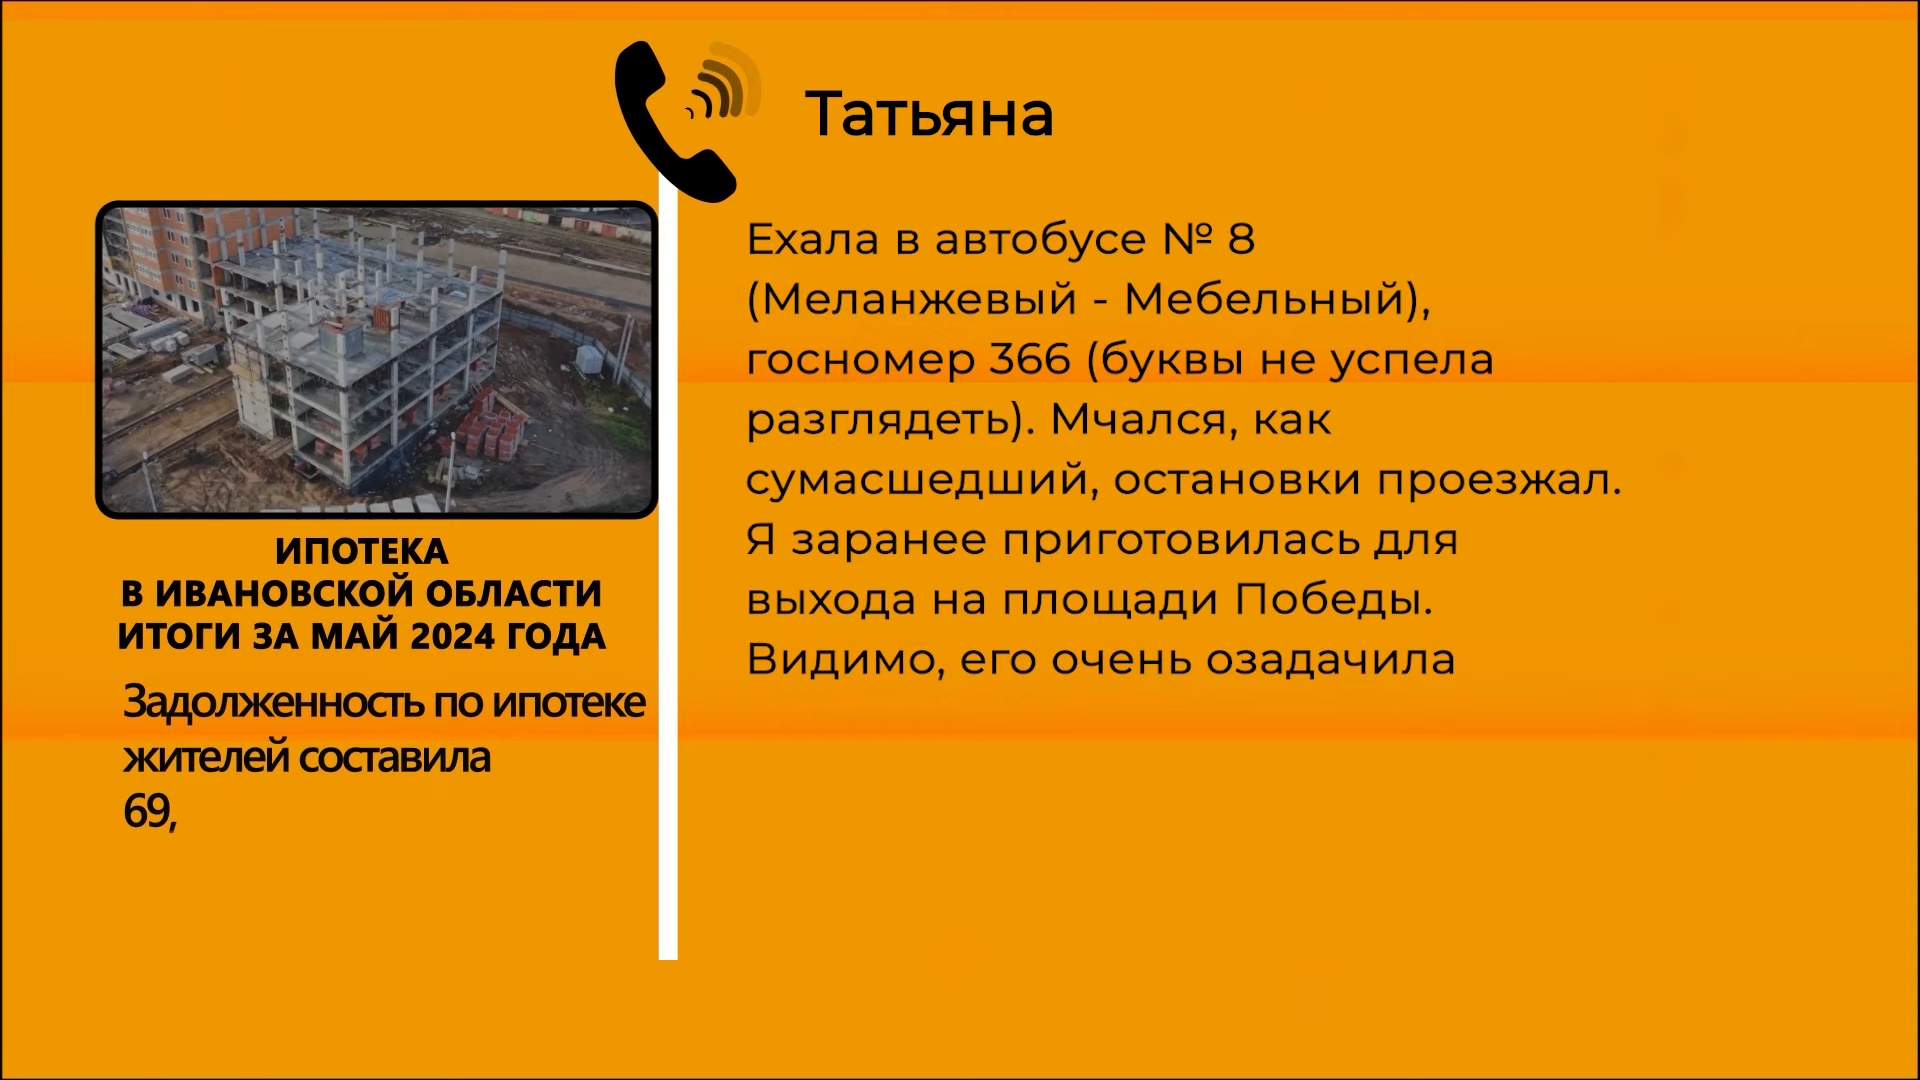 Татьяна
Ехала в автобусе № 8
(Меланжевый - Мебельный),
госномер 366 (буквы не успела
разглядеть). Мчался, как
сумасшедший, остановки проезжал.
Я заранее приготовилась для
выхода на площади Победы.
Видимо, его очень озадачила
ИПОТЕКА
В ИВАНОВСКОЙ ОБЛАСТИ
ИТОГИ ЗА МАЙ 2024 ГОДА
Задолженность по ипотеке
жителей составила
69,